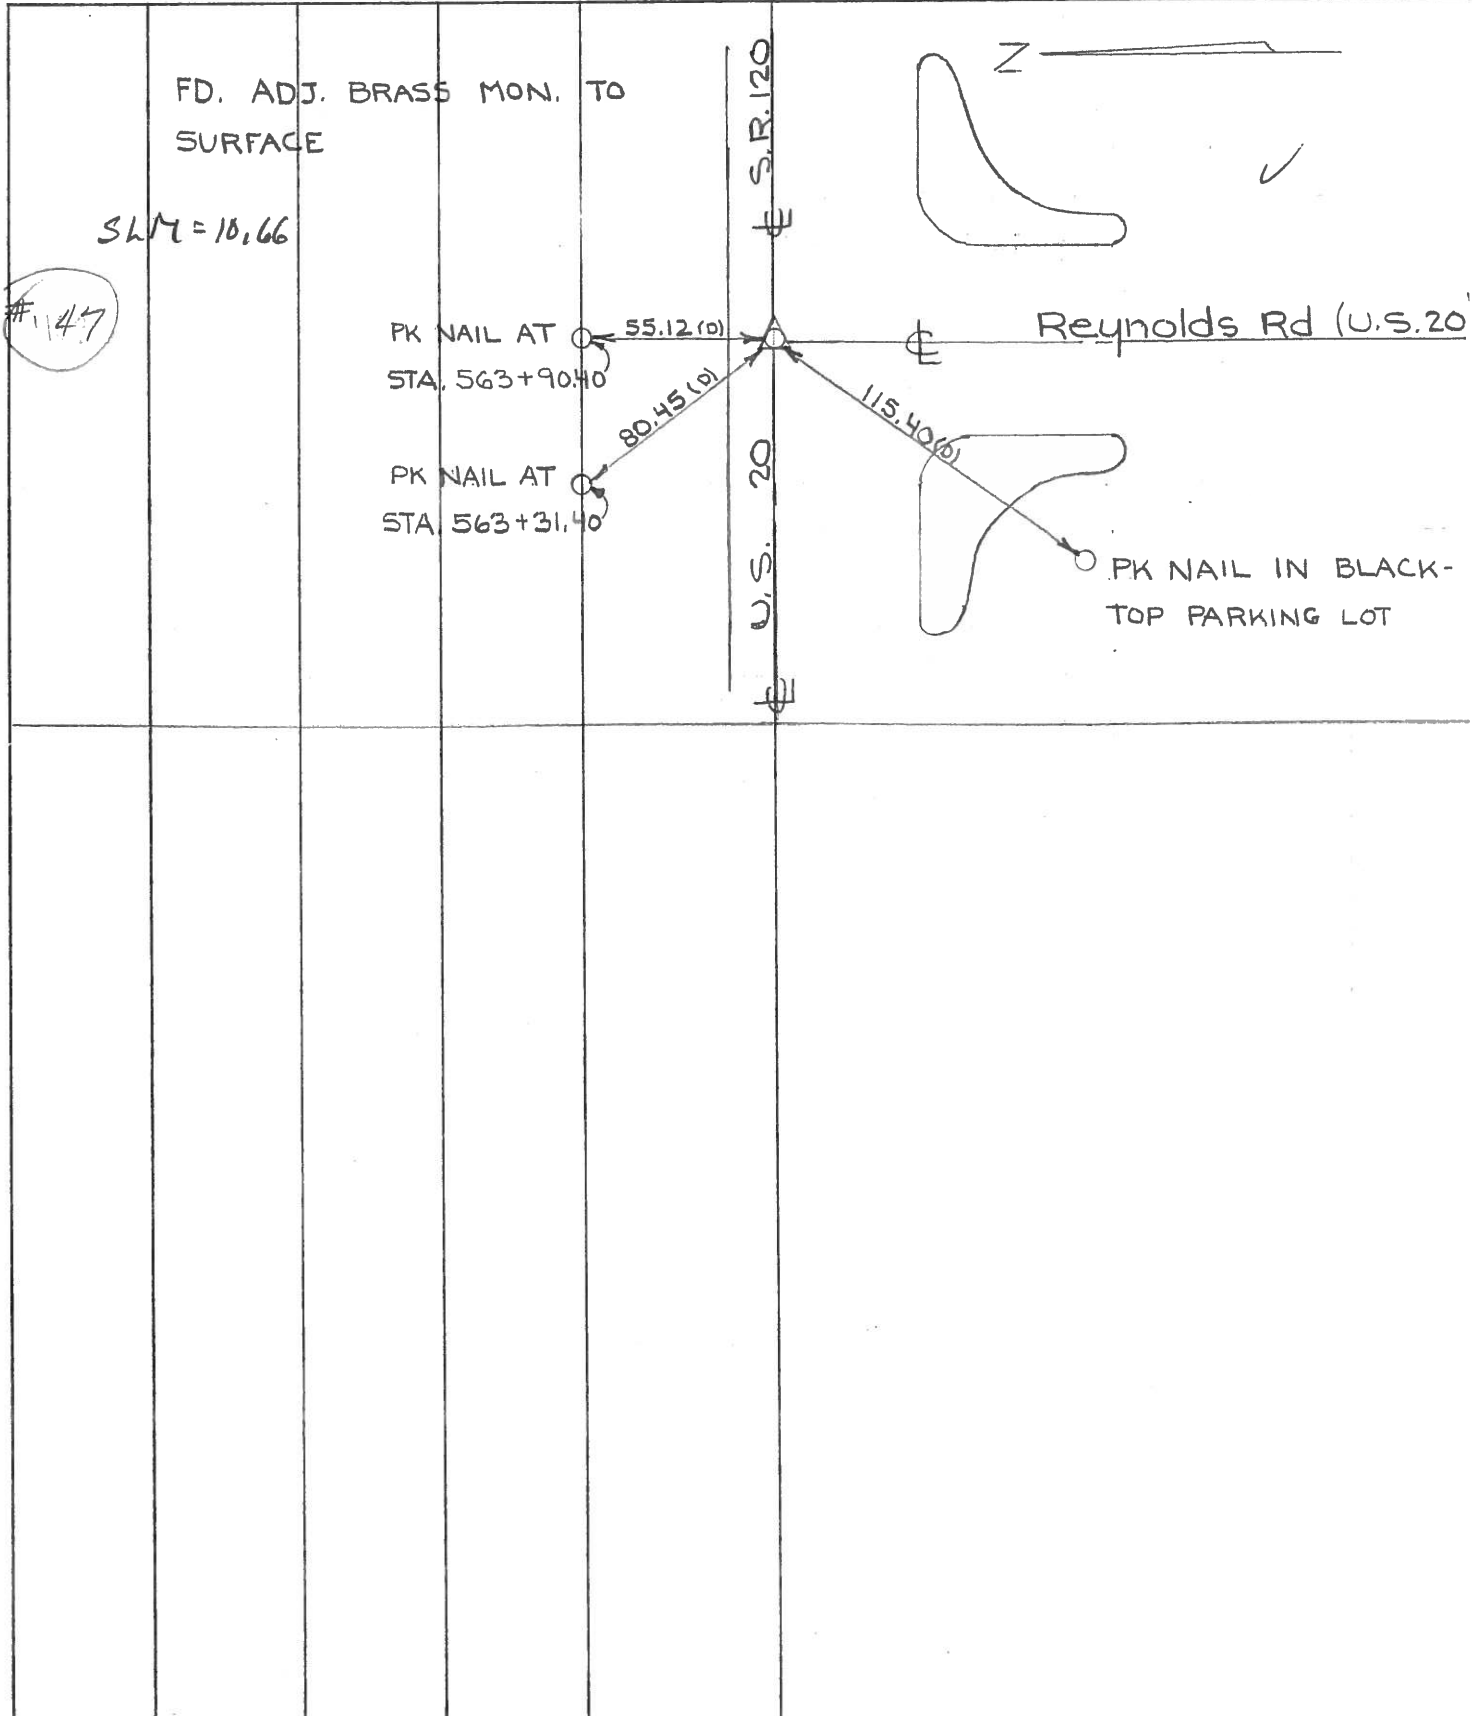 FD. ADJ. BRASS MON. TO
SURFACE
SLM = 10.66
#147
Z
S.R. 120
℄
PK NAIL AT
STA. 563+90.40
55.12 (D)
℄
Reynolds Rd (U.S.20
80.45 (D)
115.40 (D)
PK NAIL AT
STA. 563+31.40
U.S. 20
℄
PK NAIL IN BLACK-
TOP PARKING LOT